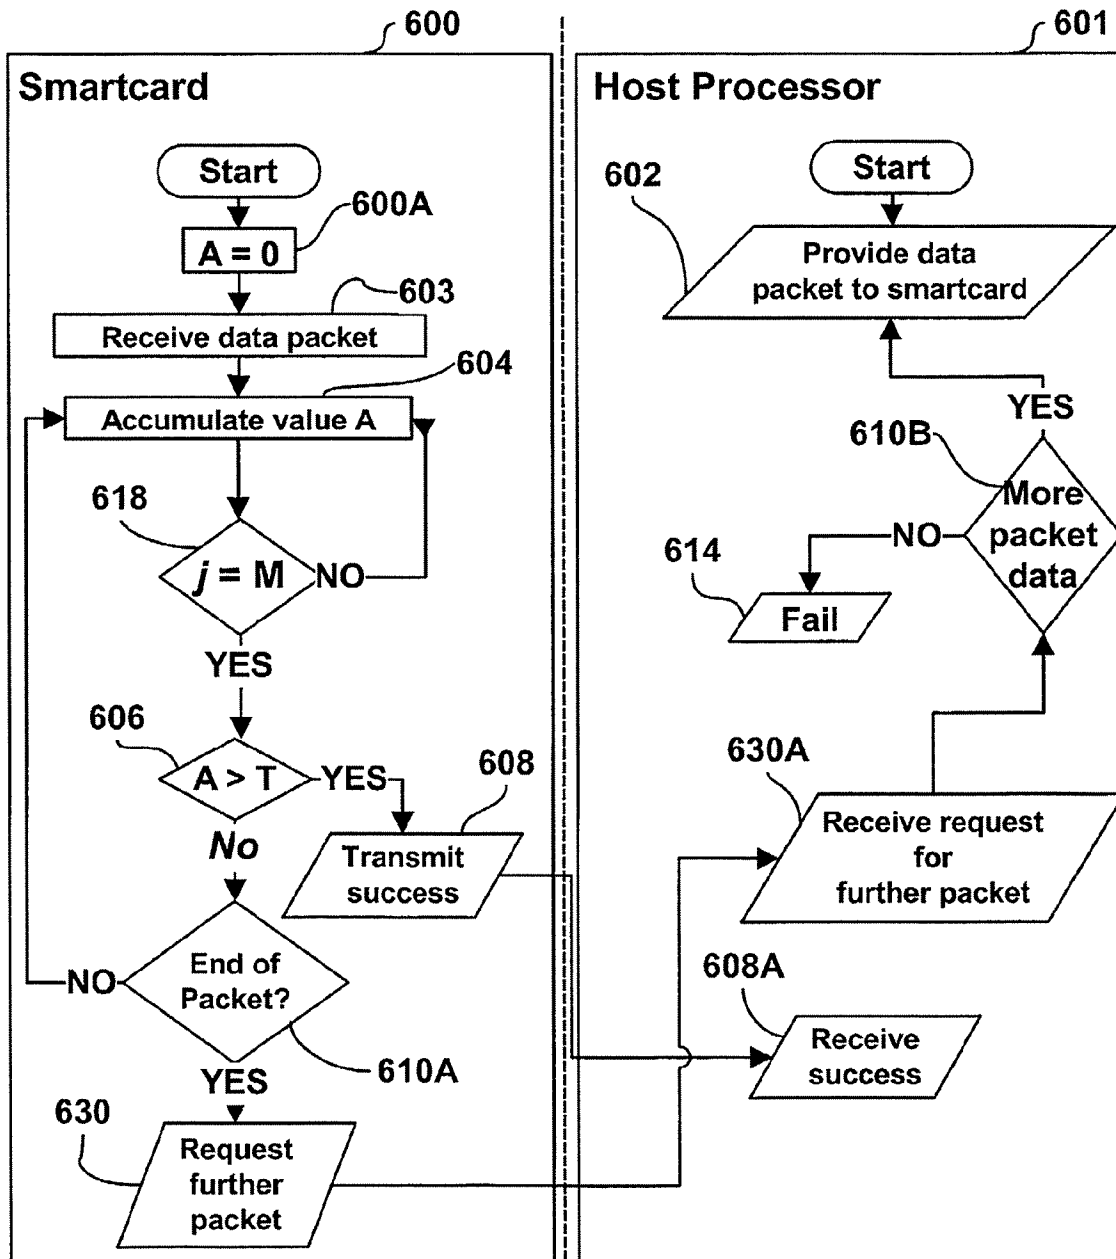 600
601
Smartcard
Host Processor
Start
Start
600A
602
A = 0
Provide data
packet to smartcard
603
Receive data packet
604
Accumulate value A
YES
610B
618
More
packet
data
NO
j = M
NO
614
Fail
YES
606
630A
A > T
YES
608
No
Transmit
success
Receive request
for
further packet
End of
Packet?
NO
608A
610A
Receive
success
YES
630
Request
further
packet